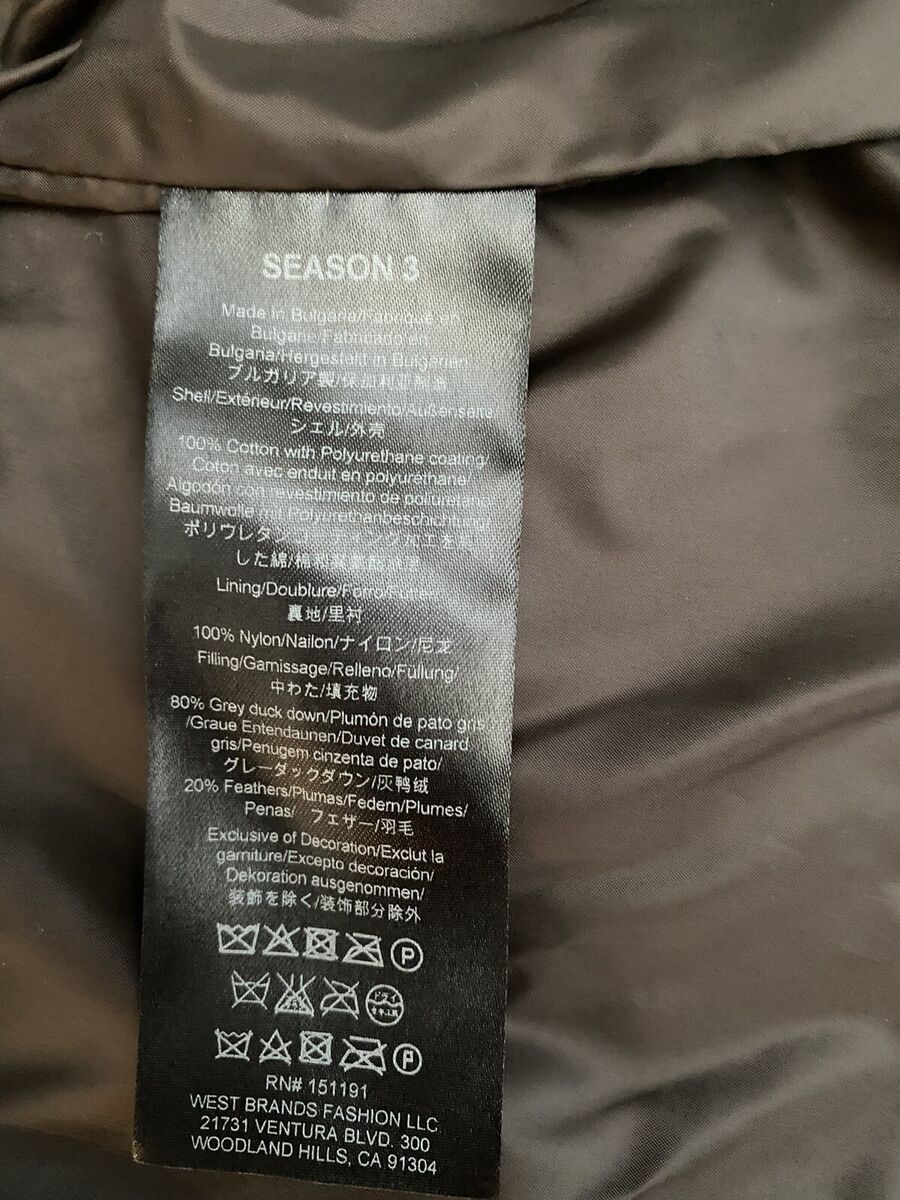 SEASON 3
Made in Bulgaria/Fabriqué en
Bulgarie/Fabricado en
Bulgaria/Hergestellt in Bulgarien
ブルガリア製/保加利亚制造
Shell/Extérieur/Revestimiento/Außenseite
シェル/外壳
100% Cotton with Polyurethane coating/
Coton avec enduit en polyuréthane/
Algodón con revestimiento de poliuretano
Baumwolle mit Polyurethanbeschichtung/
ポリウレタ
した綿/
Lining/Doublure/Forro/Futter/
裏地/里衬
100% Nylon/Nailon/ナイロン/尼龙
Filling/Garnissage/Relleno/Füllung/
中わた/填充物
80% Grey duck down/Plumón de pato gris
/Graue Entendaunen/Duvet de canard
gris/Penugem cinzenta de pato/
グレーダックダウン/灰鸭绒
20% Feathers/Plumas/Federn/Plumes/
Penas/ フェザー/羽毛
Exclusive of Decoration/Exclut la
garniture/Excepto decoración/
Dekoration ausgenommen/
装飾を除く/装饰部分除外
P
P
RN# 151191
WEST BRANDS FASHION LLC
21731 VENTURA BLVD. 300
WOODLAND HILLS, CA 91304